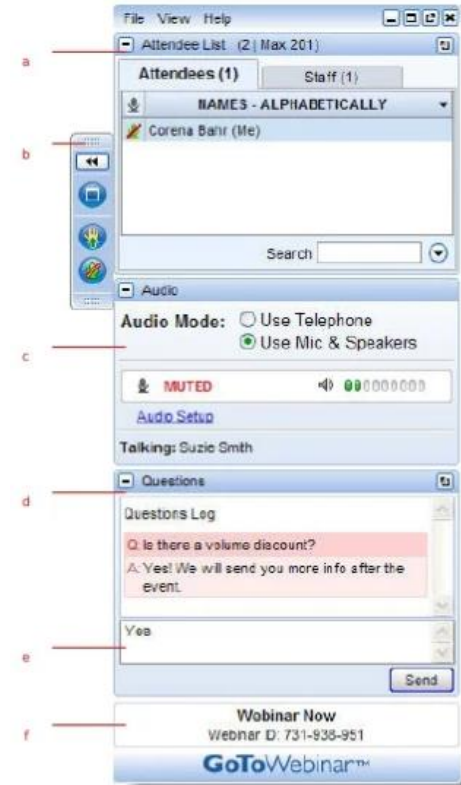 File View Help
a
Attendee List (2 | Max 201)
Attendees (1)
Staff (1)
NAMES - ALPHABETICALLY
Corena Bahr (Me)
b
Search
Audio
Audio Mode: Use Telephone
Use Mic & Speakers
c
MUTED
Audio Setup
Talking: Suzie Smith
d
Questions
Questions Log
Q: Is there a volume discount?
A: Yes! We will send you more info after the
event.
e
Yes
Send
f
Webinar Now
Webinar ID: 731-938-951
GoToWebinar™